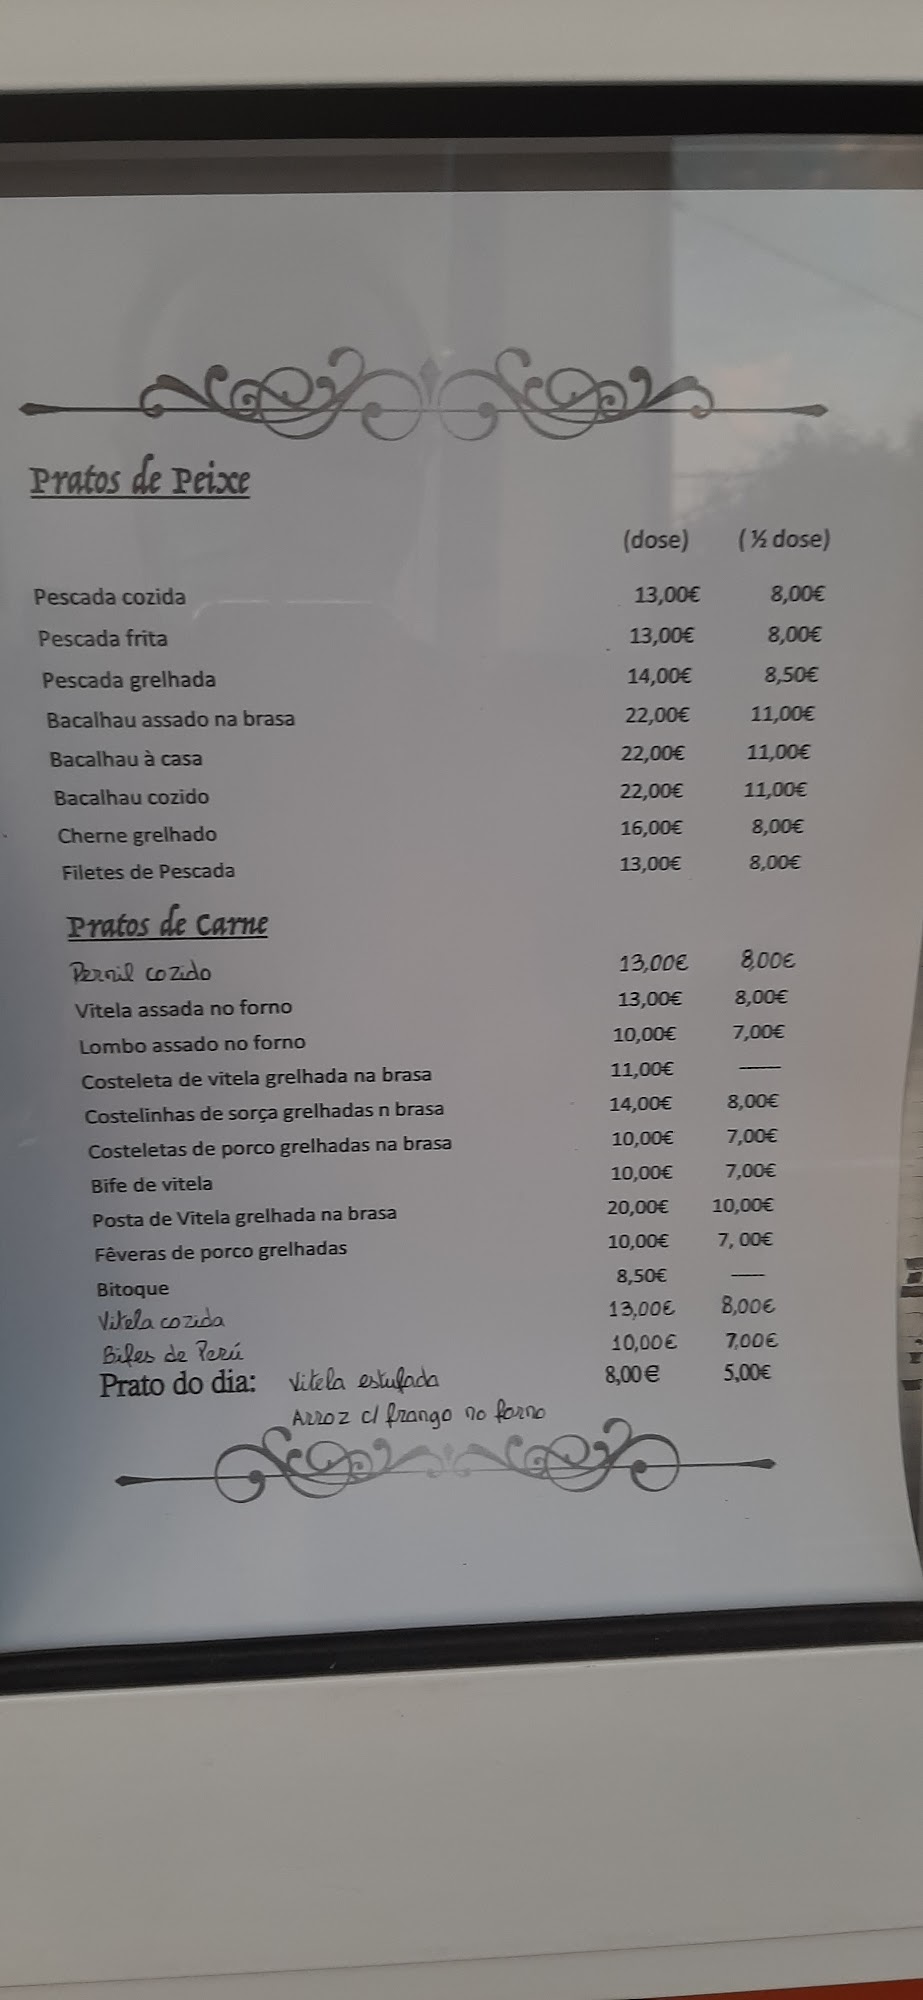 Pratos de Peixe
(dose) (½ dose)
Pescada cozida 13,00€ 8,00€
Pescada frita 13,00€ 8,00€
Pescada grelhada 14,00€ 8,50€
Bacalhau assado na brasa 22,00€ 11,00€
Bacalhau à casa 22,00€ 11,00€
Bacalhau cozido 22,00€ 11,00€
Cherne grelhado 16,00€ 8,00€
Filetes de Pescada 13,00€ 8,00€
Pratos de Carne
Pernil cozido 13,00€ 8,00€
Vitela assada no forno 13,00€ 8,00€
Lombo assado no forno 10,00€ 7,00€
Costeleta de vitela grelhada na brasa 11,00€ ——
Costelinhas de sorça grelhadas n brasa 14,00€ 8,00€
Costeletas de porco grelhadas na brasa 10,00€ 7,00€
Bife de vitela 10,00€ 7,00€
Posta de Vitela grelhada na brasa 20,00€ 10,00€
Fêveras de porco grelhadas 10,00€ 7, 00€
Bitoque 8,50€ ——
Vitela cozida 13,00€ 8,00€
Bifes de Perú 10,00€ 7,00€
Prato do dia: Vitela estufada 8,00€ 5,00€
Arroz c/ frango no forno